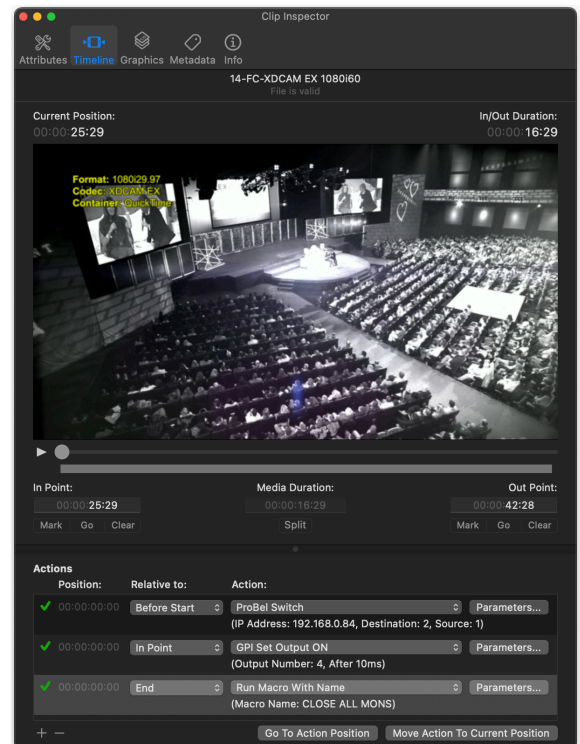 Clip Inspector
Attributes Timeline Graphics Metadata Info
14-FC-XDCAM EX 1080i60
File is valid
Current Position: In/Out Duration:
00:00:25:29 00:00:16:29
Format: 1080i29.97
Codec: XDCAM EX
Container: QuickTime
In Point: Media Duration: Out Point:
00:00:25:29 00:00:16:29 00:00:42:28
Mark Go Clear Split Mark Go Clear
Actions
Position: Relative to: Action:
00:00:00:00 Before Start ProBel Switch Parameters...
(IP Address: 192.168.0.84, Destination: 2, Source: 1)
00:00:00:00 In Point GPI Set Output ON Parameters...
(Output Number: 4, After 10ms)
00:00:00:00 End Run Macro With Name Parameters...
(Macro Name: CLOSE ALL MONS)
+ − Go To Action Position Move Action To Current Position